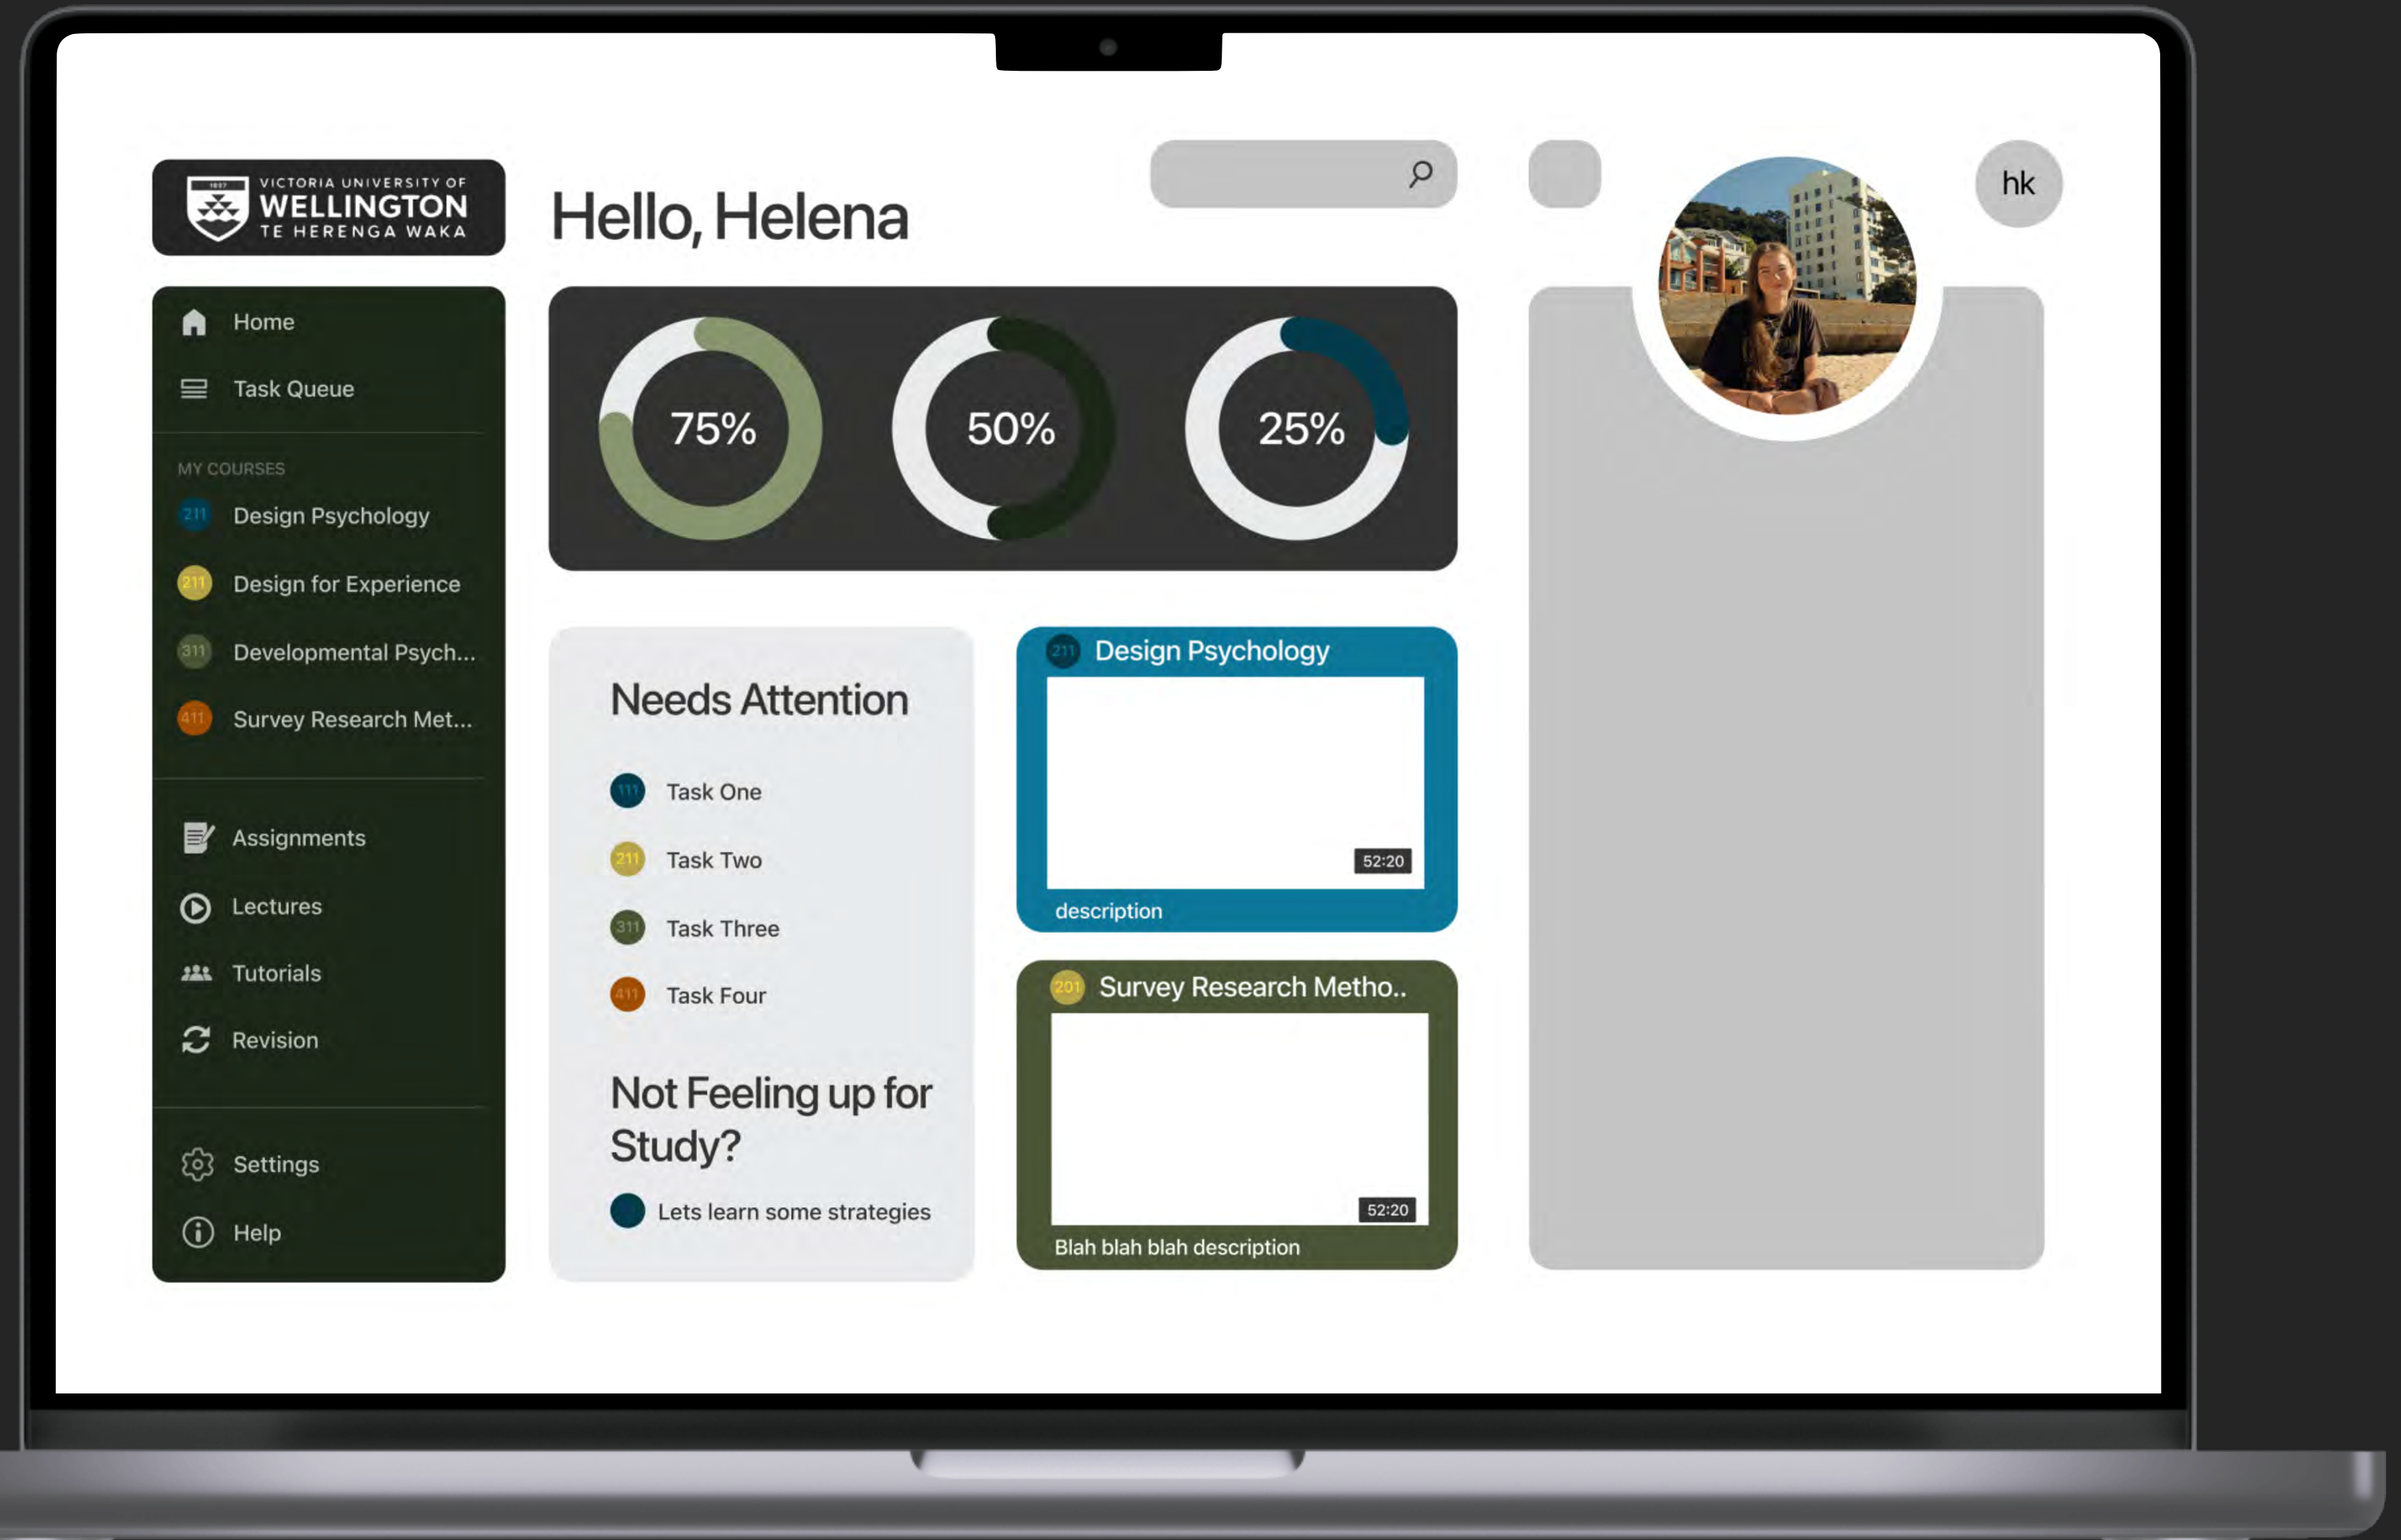 1897
VICTORIA UNIVERSITY OF
WELLINGTON
TE HERENGA WAKA
Hello, Helena
hk
Home
Task Queue
MY COURSES
211 Design Psychology
211 Design for Experience
311 Developmental Psych...
411 Survey Research Met...
Assignments
Lectures
Tutorials
Revision
Settings
Help
75%
50%
25%
Needs Attention
111 Task One
211 Task Two
311 Task Three
411 Task Four
Not Feeling up for
Study?
Lets learn some strategies
211 Design Psychology
52:20
description
201 Survey Research Metho..
52:20
Blah blah blah description